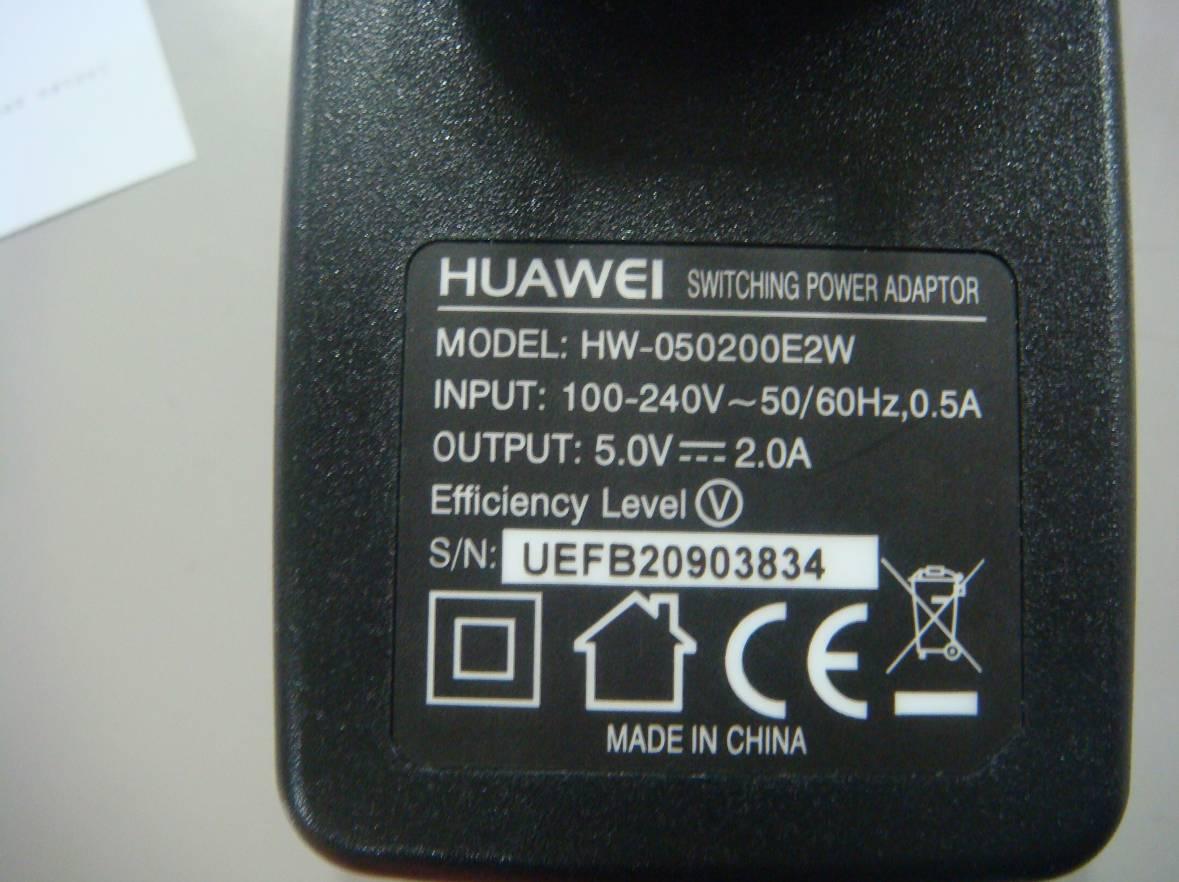 HUAWEI SWITCHING POWER ADAPTOR
MODEL: HW-050200E2W
INPUT: 100-240V~50/60Hz,0.5A
OUTPUT: 5.0V⎓2.0A
Efficiency Level Ⓥ
S/N: UEFB20903834
CE
MADE IN CHINA